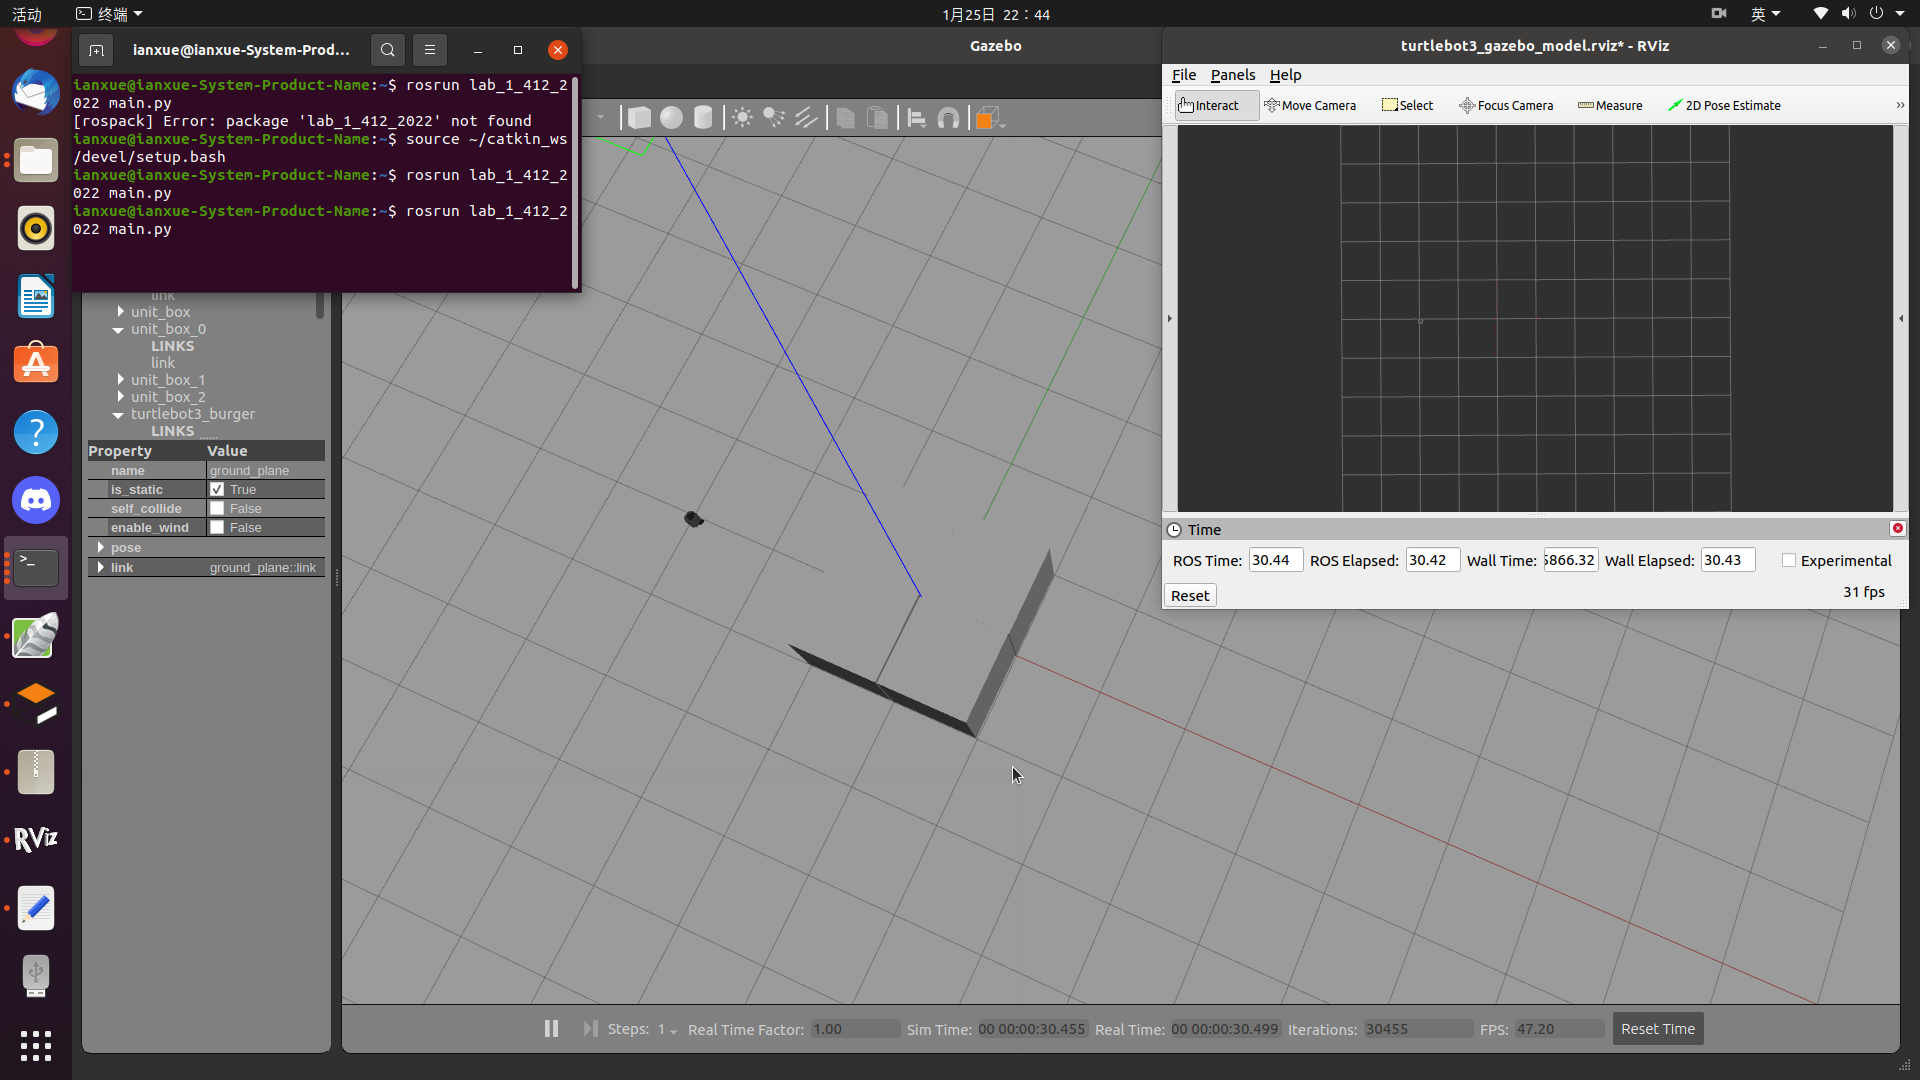 活动
终端
1月25日 22：44
英
ianxue@ianxue-System-Prod...
ianxue@ianxue-System-Product-Name:~$ rosrun lab_1_412_2
022 main.py
[rospack] Error: package 'lab_1_412_2022' not found
ianxue@ianxue-System-Product-Name:~$ source ~/catkin_ws
/devel/setup.bash
ianxue@ianxue-System-Product-Name:~$ rosrun lab_1_412_2
022 main.py
ianxue@ianxue-System-Product-Name:~$ rosrun lab_1_412_2
022 main.py
Gazebo
link
unit_box
unit_box_0
LINKS
link
unit_box_1
unit_box_2
turtlebot3_burger
LINKS
Property Value
name ground_plane
is_static True
self_collide False
enable_wind False
pose
link ground_plane::link
turtlebot3_gazebo_model.rviz* - RViz
File Panels Help
Interact Move Camera Select Focus Camera Measure 2D Pose Estimate
Time
ROS Time: 30.44 ROS Elapsed: 30.42 Wall Time: 5866.32 Wall Elapsed: 30.43 Experimental
Reset
31 fps
RViz
Steps: 1 Real Time Factor: 1.00 Sim Time: 00 00:00:30.455 Real Time: 00 00:00:30.499 Iterations: 30455 FPS: 47.20 Reset Time